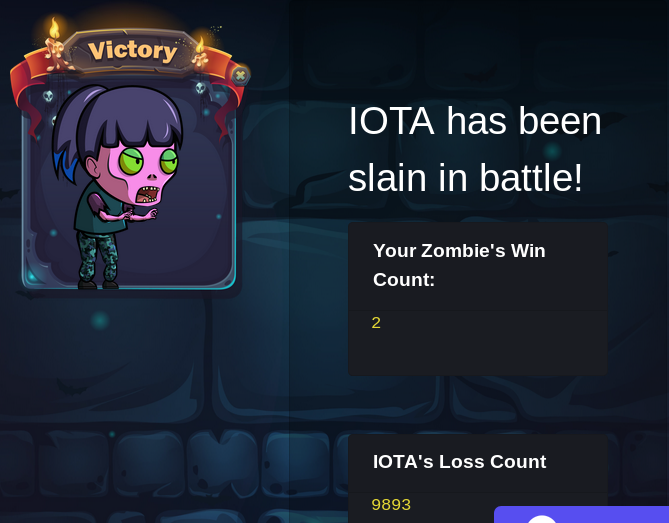 Victory
IOTA has been
slain in battle!
Your Zombie's Win
Count:
2
IOTA's Loss Count
9893